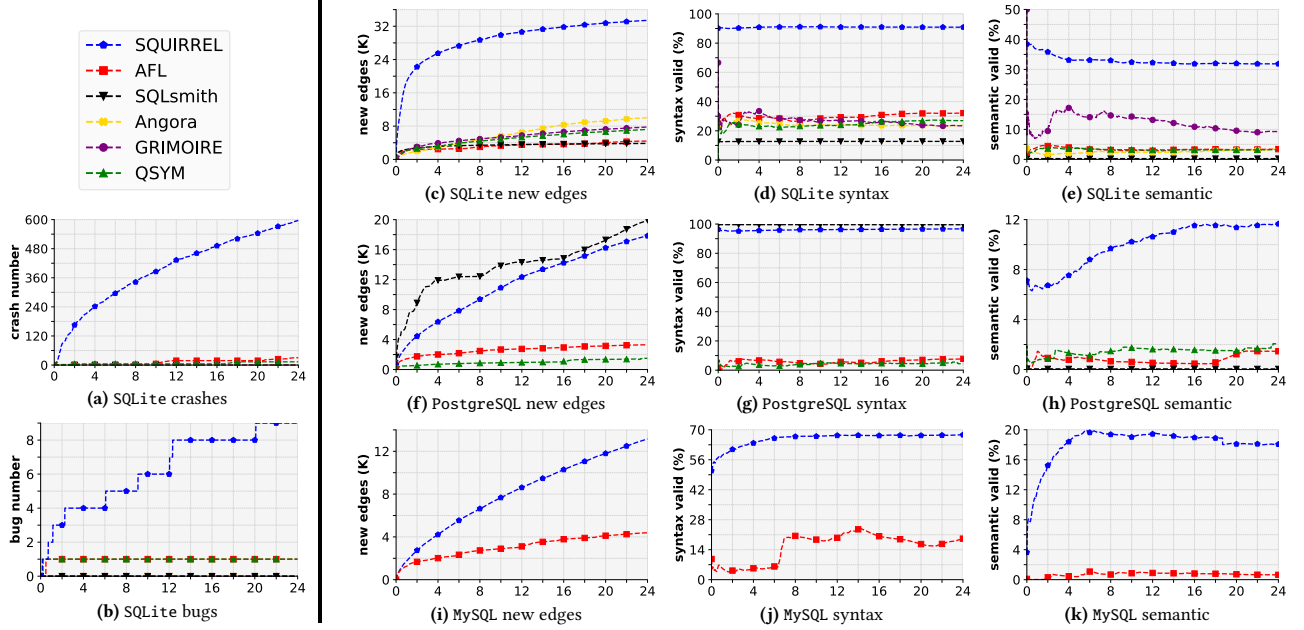 SQUIRREL
AFL
SQLsmith
Angora
GRIMOIRE
QSYM
crash number
600
480
360
240
120
0
0 4 8 12 16 20 24
(a) SQLite crashes
bug number
8
6
4
2
0
0 4 8 12 16 20 24
(b) SQLite bugs
new edges (K)
32
24
16
8
0
0 4 8 12 16 20 24
(c) SQLite new edges
syntax valid (%)
100
80
60
40
20
0
0 4 8 12 16 20 24
(d) SQLite syntax
semantic valid (%)
50
40
30
20
10
0
0 4 8 12 16 20 24
(e) SQLite semantic
new edges (K)
20
16
12
8
4
0
0 4 8 12 16 20 24
(f) PostgreSQL new edges
syntax valid (%)
100
80
60
40
20
0
0 4 8 12 16 20 24
(g) PostgreSQL syntax
semantic valid (%)
12
8
4
0
0 4 8 12 16 20 24
(h) PostgreSQL semantic
new edges (K)
12
8
4
0
0 4 8 12 16 20 24
(i) MySQL new edges
syntax valid (%)
70
56
42
28
14
0
0 4 8 12 16 20 24
(j) MySQL syntax
semantic valid (%)
20
16
12
8
4
0
0 4 8 12 16 20 24
(k) MySQL semantic